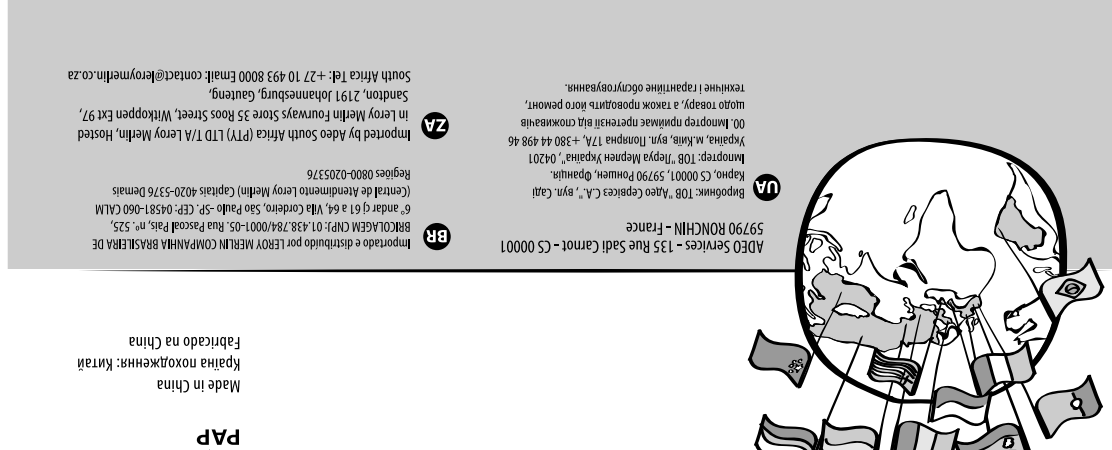 PAP
Made in China
Країна походження: Китай
Fabricado na China
ADEO Services - 135 Rue Sadi Carnot - CS 00001
59790 RONCHIN - France
UA
Виробник: ТОВ "Адео Сервісес С.А.", вул. Саді
Карно, CS 00001, 59790 Роншен, Франція.
Імпортер: ТОВ "Леруа Мерлен Україна", 04201
Україна, м.Київ, вул. Полярна 17А, +380 44 498 46
00. Імпортер приймає претензії від споживачів
щодо товару, а також проводить його ремонт,
технічне і гарантійне обслуговування.
BR
Importado e distribuído por LEROY MERLIN COMPANHIA BRASILEIRA DE
BRICOLAGEM CNPJ: 01.438.784/0001-05. Rua Pascoal Pais, nº. 525,
6º andar cj 61 a 64, Vila Cordeiro, São Paulo -SP. CEP: 04581-060 CALM
(Central de Atendimento Leroy Merlin) Capitais 4020-5376 Demais
Regiões 0800-0205376
ZA
Imported by Adeo South Africa (PTY) LTD T/A Leroy Merlin, Hosted
in Leroy Merlin Fourways Store 35 Roos Street, Witkoppen Ext 97,
Sandton, 2191 Johannesburg, Gauteng,
South Africa Tel: +27 10 493 8000 Email: contact@leroymerlin.co.za